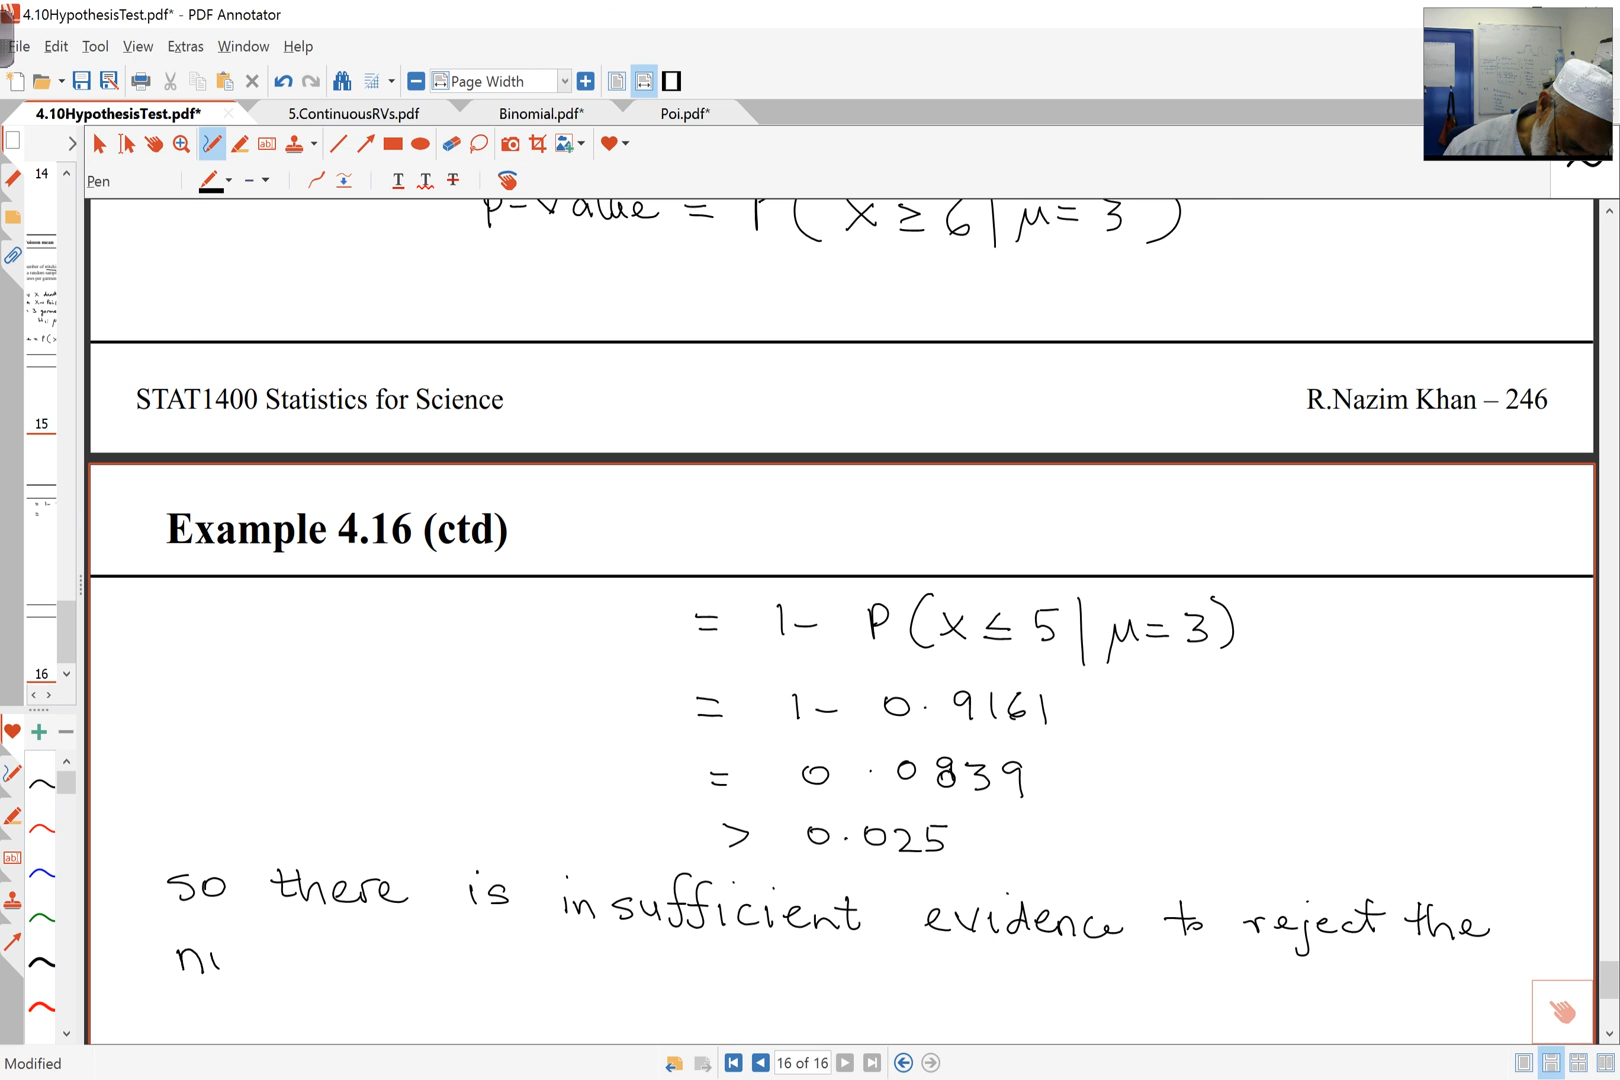 4.10HypothesisTest.pdf* - PDF Annotator
File Edit Tool View Extras Window Help
Page Width
4.10HypothesisTest.pdf* 5.ContinuousRVs.pdf Binomial.pdf* Poi.pdf*
Pen
14
15
16
p-value = P( X ≥ 6 | μ = 3 )
STAT1400 Statistics for Science R.Nazim Khan – 246
Example 4.16 (ctd)
= 1 - P ( X ≤ 5 | μ = 3 )
= 1 - 0.9161
= 0.0839
> 0.025
so there is insufficient evidence to reject the
Modified 16 of 16